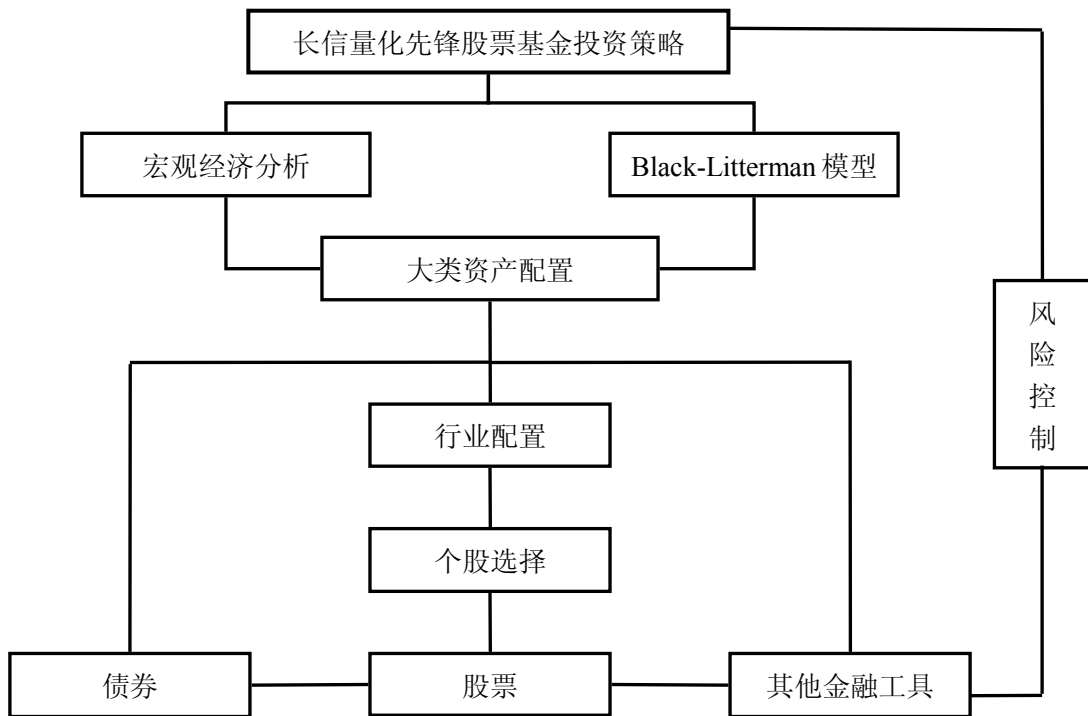 长信量化先锋股票基金投资策略
宏观经济分析
Black-Litterman 模型
大类资产配置
风
险
控
制
行业配置
个股选择
债券
股票
其他金融工具